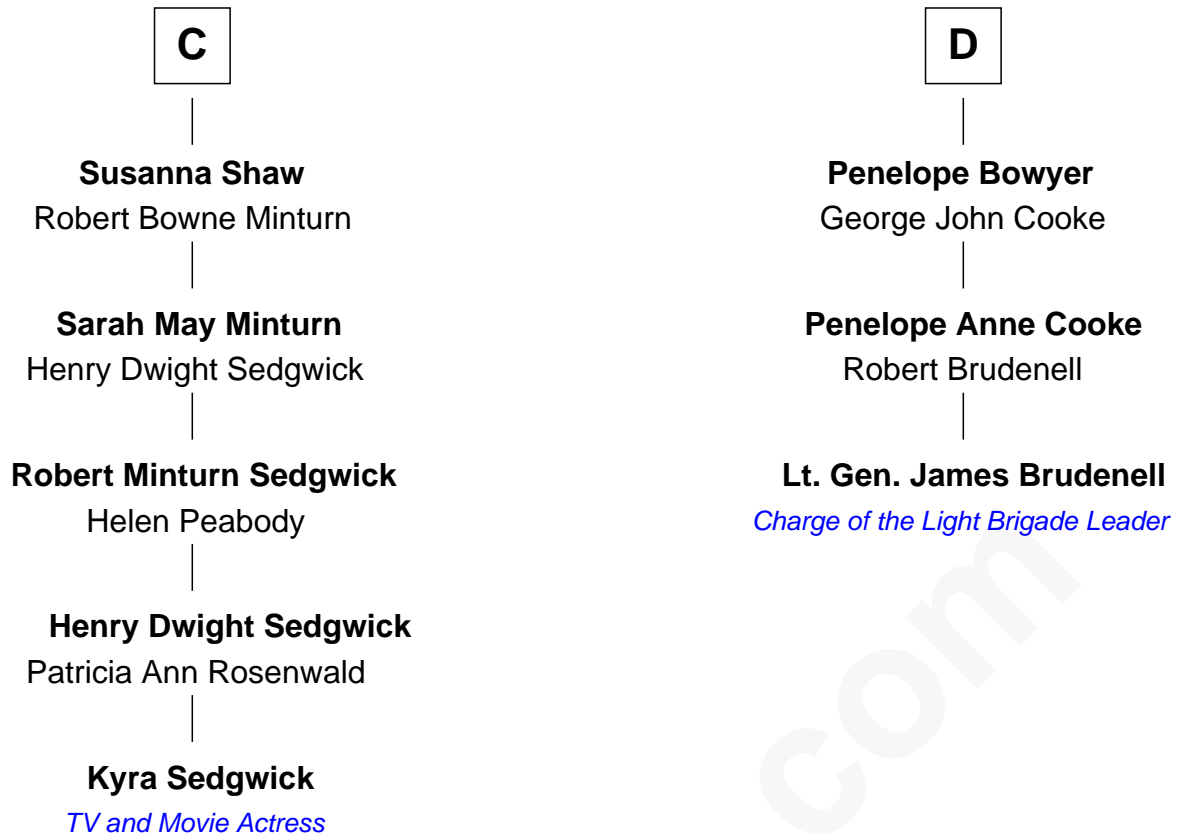 C
Susanna Shaw
Robert Bowne Minturn
Sarah May Minturn
Henry Dwight Sedgwick
Robert Minturn Sedgwick
Helen Peabody
Henry Dwight Sedgwick
Patricia Ann Rosenwald
Kyra Sedgwick
TV and Movie Actress
D
Penelope Bowyer
George John Cooke
Penelope Anne Cooke
Robert Brudenell
Lt. Gen. James Brudenell
Charge of the Light Brigade Leader
com